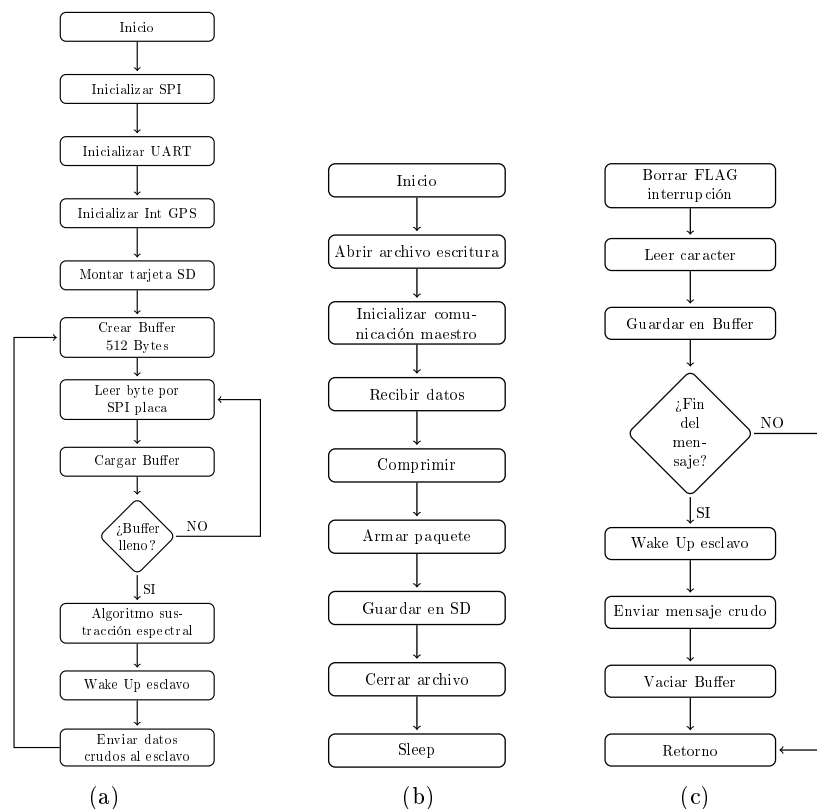 Inicio
Inicializar SPI
Inicializar UART
Inicializar Int GPS
Montar tarjeta SD
Crear Buffer
512 Bytes
Leer byte por
SPI placa
Cargar Buffer
¿Buffer
lleno?
NO
SI
Algoritmo sus-
tracción espectral
Wake Up esclavo
Enviar datos
crudos al esclavo
(a)
Inicio
Abrir archivo escritura
Inicializar comu-
nicación maestro
Recibir datos
Comprimir
Armar paquete
Guardar en SD
Cerrar archivo
Sleep
(b)
Borrar FLAG
interrupción
Leer caracter
Guardar en Buffer
¿Fin
del
men-
saje?
NO
SI
Wake Up esclavo
Enviar mensaje crudo
Vaciar Buffer
Retorno
(c)